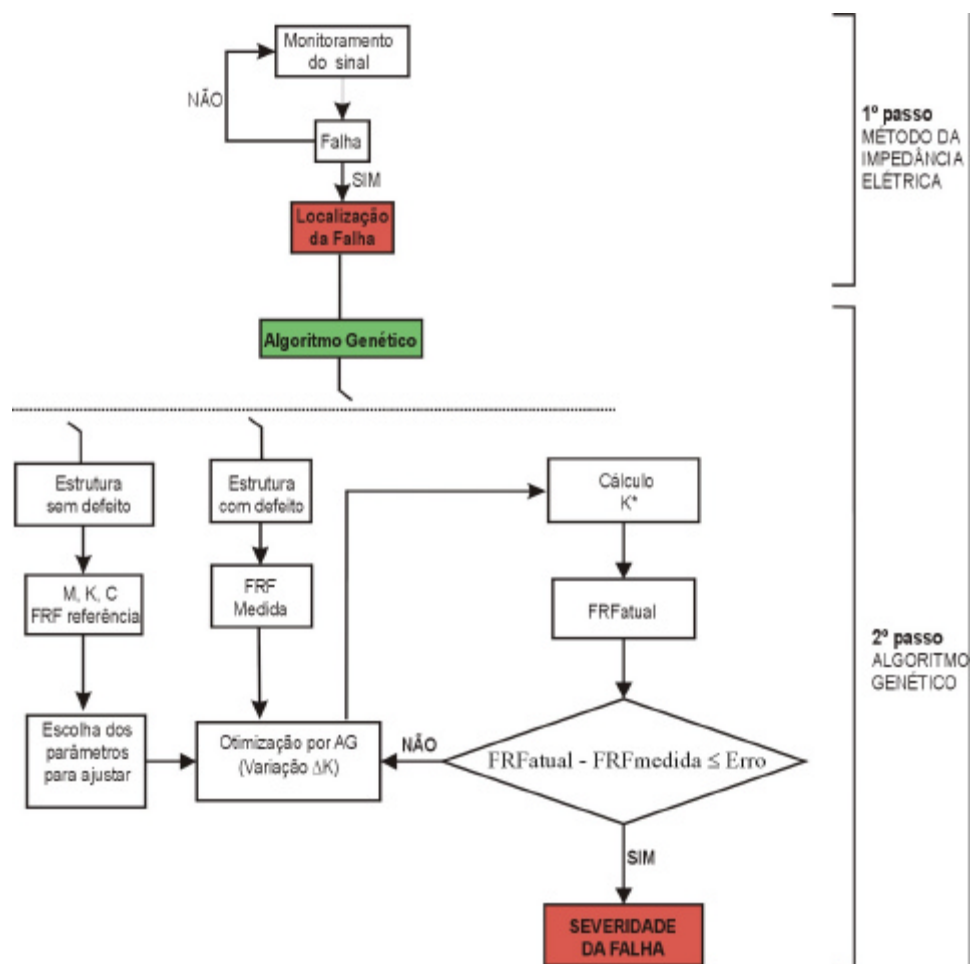 Monitoramento
do sinal
NÃO
Falha
SIM
Localização
da Falha
1º passo
MÉTODO DA
IMPEDÂNCIA
ELÉTRICA
Algoritmo Genético
Estrutura
sem defeito
Estrutura
com defeito
Cálculo
K*
M, K, C
FRF referência
FRF
Medida
FRFatual
2º passo
ALGORITMO
GENÉTICO
Escolha dos
parâmetros
para ajustar
Otimização por AG
(Variação ΔK)
NÃO
FRFatual - FRFmedida ≤ Erro
SIM
SEVERIDADE
DA FALHA